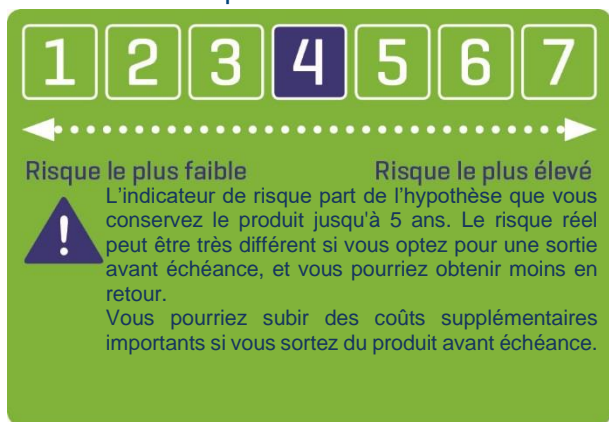 1 2 3 4 5 6 7
Risque le plus faible Risque le plus élevé
L'indicateur de risque part de l'hypothèse que vous
conservez le produit jusqu'à 5 ans. Le risque réel
peut être très différent si vous optez pour une sortie
avant échéance, et vous pourriez obtenir moins en
retour.
Vous pourriez subir des coûts supplémentaires
importants si vous sortez du produit avant échéance.